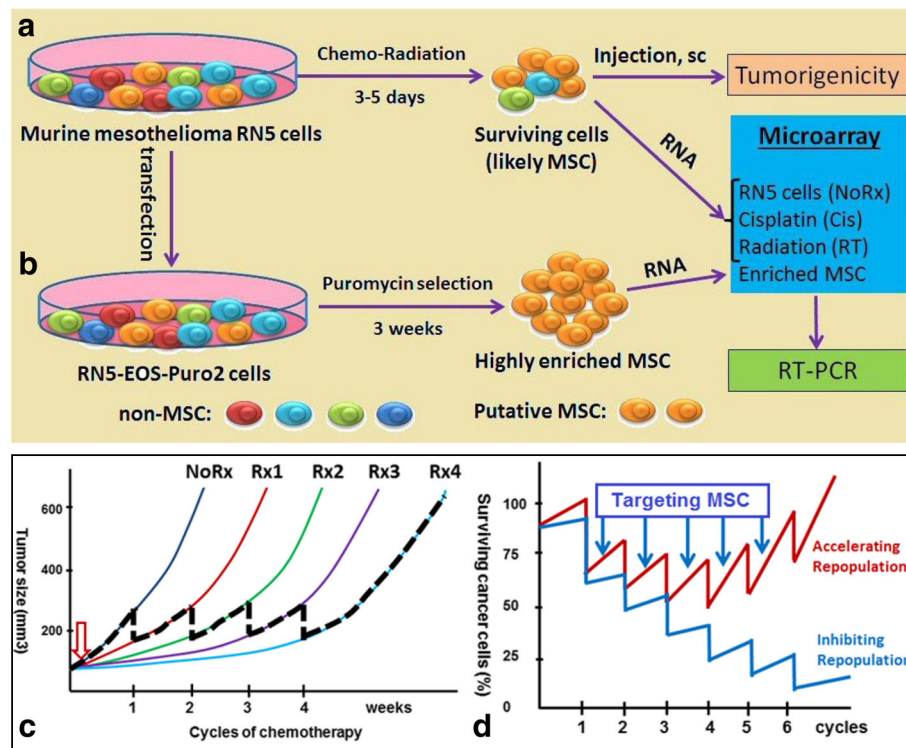 a
Chemo-Radiation
3-5 days
Injection, sc
Tumorigenicity
Murine mesothelioma RN5 cells
Surviving cells
(likely MSC)
RNA
Microarray
RN5 cells (NoRx)
Cisplatin (Cis)
Radiation (RT)
Enriched MSC
transfection
b
Puromycin selection
3 weeks
RNA
RN5-EOS-Puro2 cells
Highly enriched MSC
RT-PCR
non-MSC:
Putative MSC:
NoRx Rx1 Rx2 Rx3 Rx4
Tumor size (mm3)
600
400
200
1 2 3 4 weeks
Cycles of chemotherapy
c
Surviving cancer
cells (%)
100
75
50
25
0
Targeting MSC
Accelerating
Repopulation
Inhibiting
Repopulation
1 2 3 4 5 6 cycles
d